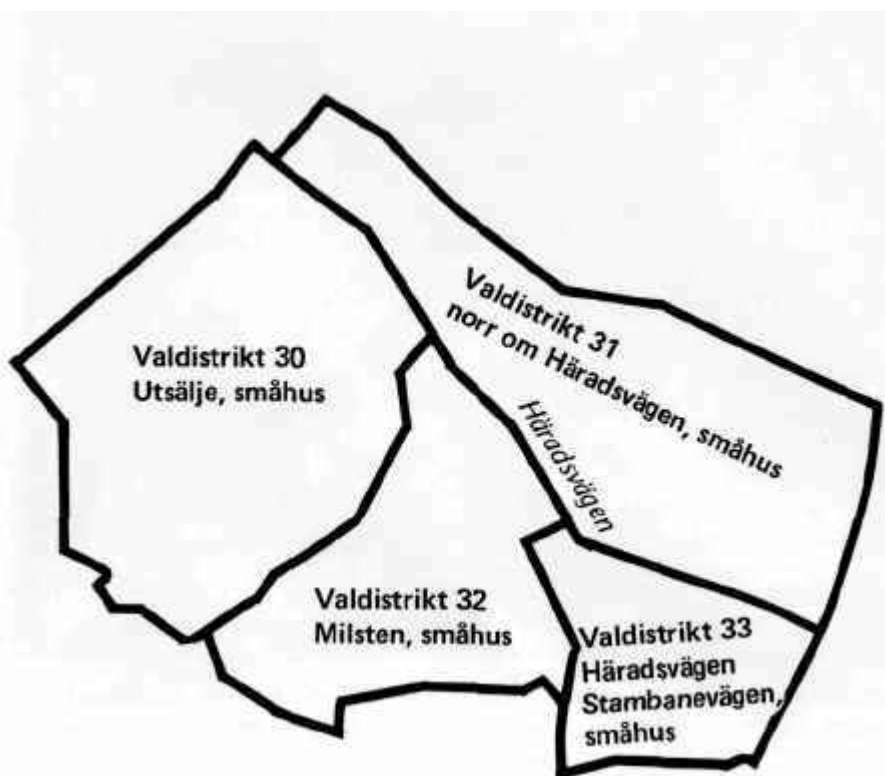 Valdistrikt 31
norr om Häradsvägen, småhus
Valdistrikt 30
Utsälje, småhus
Häradsvägen
Valdistrikt 32
Milsten, småhus
Valdistrikt 33
Häradsvägen
Stambanevägen,
småhus